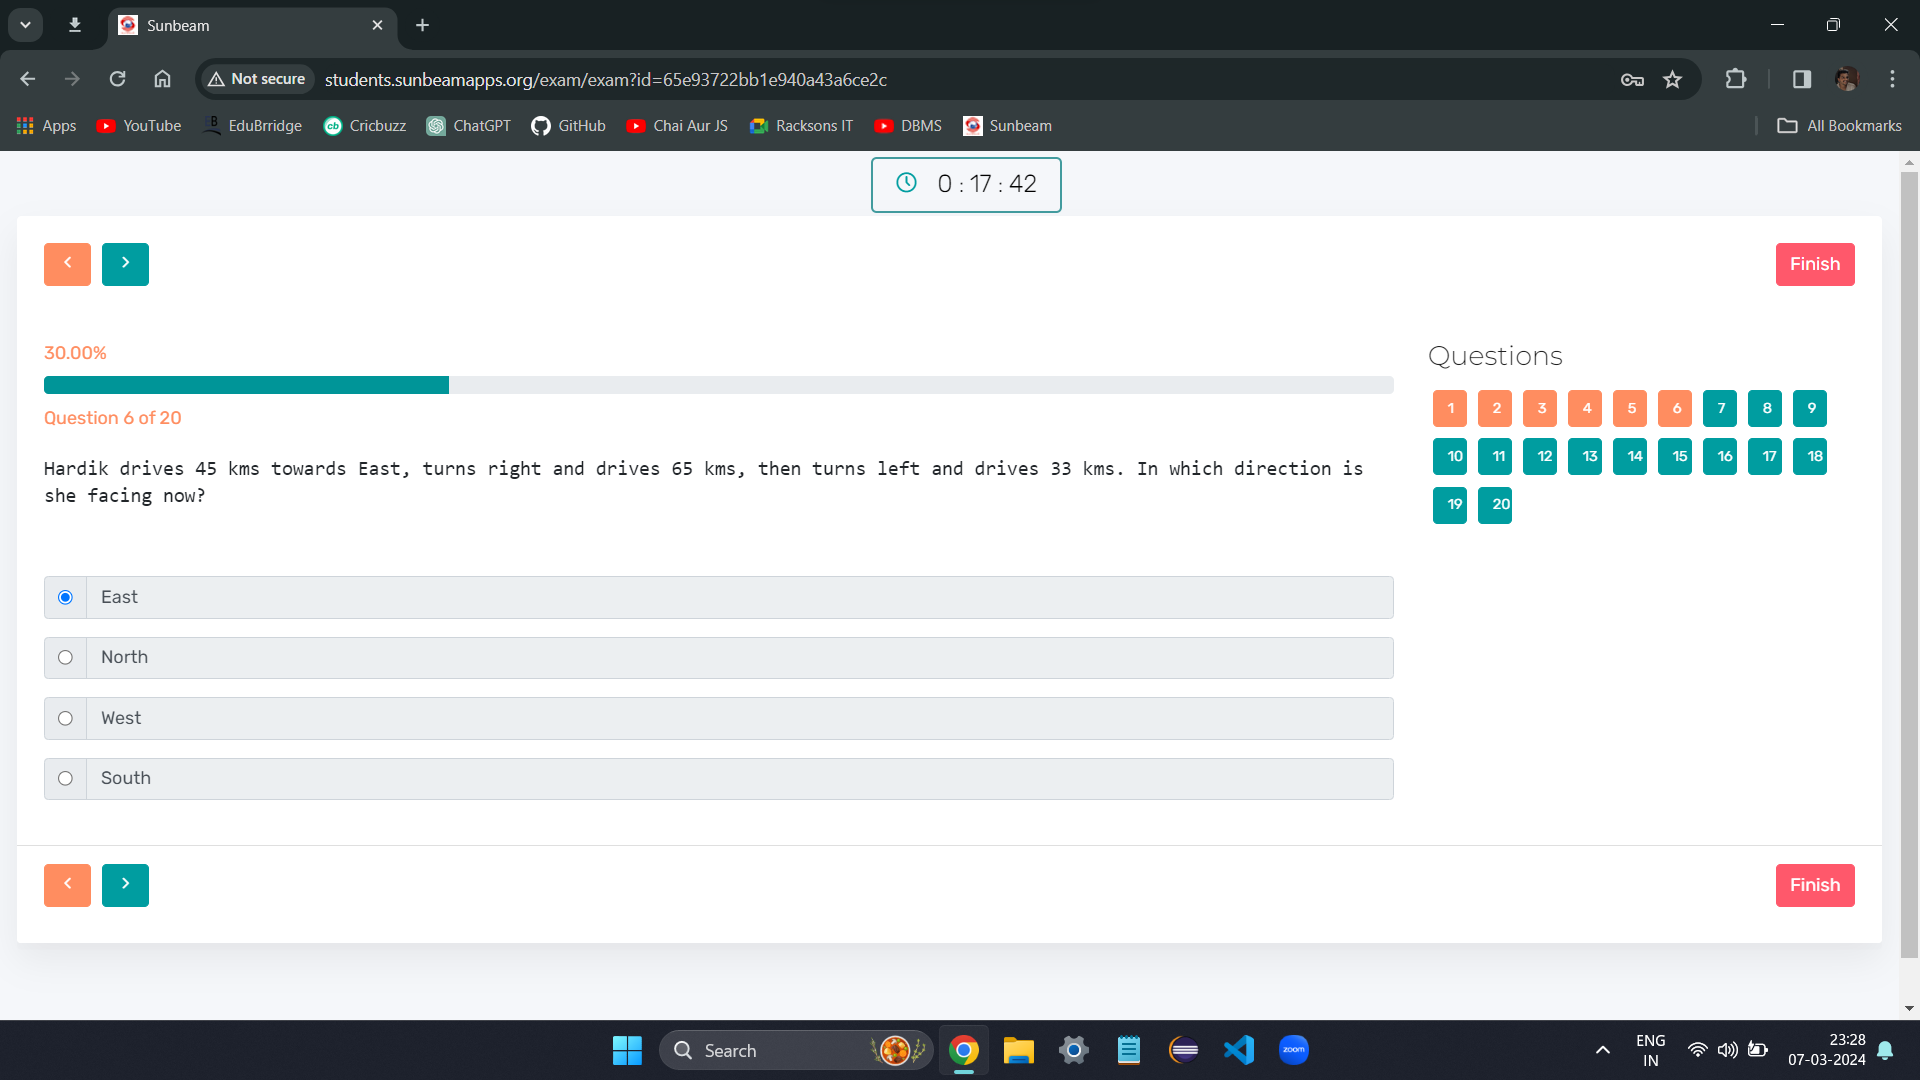 Sunbeam
Not secure
students.sunbeamapps.org/exam/exam?id=65e93722bb1e940a43a6ce2c
Apps
YouTube
B
EduBrridge
cb
Cricbuzz
ChatGPT
GitHub
Chai Aur JS
Racksons IT
DBMS
Sunbeam
All Bookmarks
0 : 17 : 42
Finish
30.00%
Question 6 of 20
Hardik drives 45 kms towards East, turns right and drives 65 kms, then turns left and drives 33 kms. In which direction is
she facing now?
East
North
West
South
Questions
1 2 3 4 5 6 7 8 9
10 11 12 13 14 15 16 17 18
19 20
Finish
Search
zoom
ENG
IN
23:28
07-03-2024